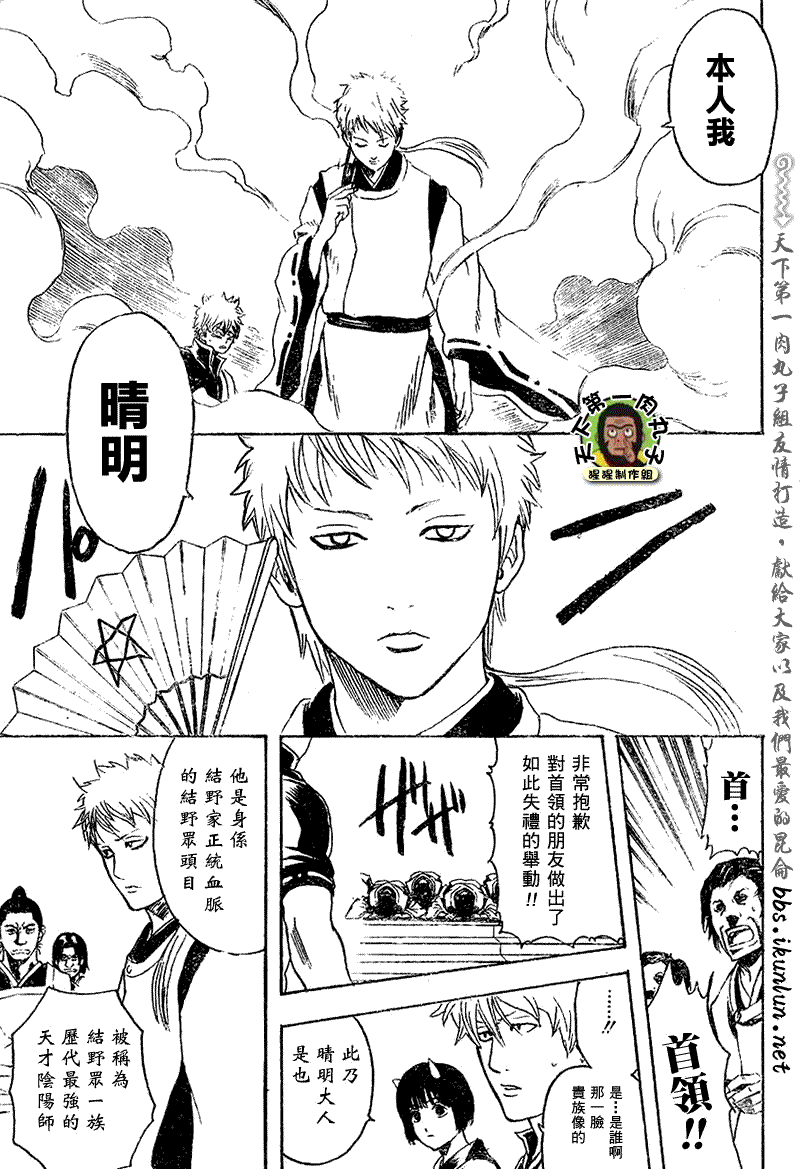 本人我
晴明
天下第一肉丸子
猩猩制作組
首…
首領!!
非常抱歉
對首領的朋友做出了
如此失禮的舉動!!
他是身係
結野家正統血脈
的結野眾頭目
是……是誰啊
那一臉
貴族像的
此乃
晴明大人
是也
被稱為
結野眾一族
歷代最強的
天才陰陽師
天下第一肉丸子組友情打造,獻給大家以及我們最愛的昆侖 bbs.ikunlun.net